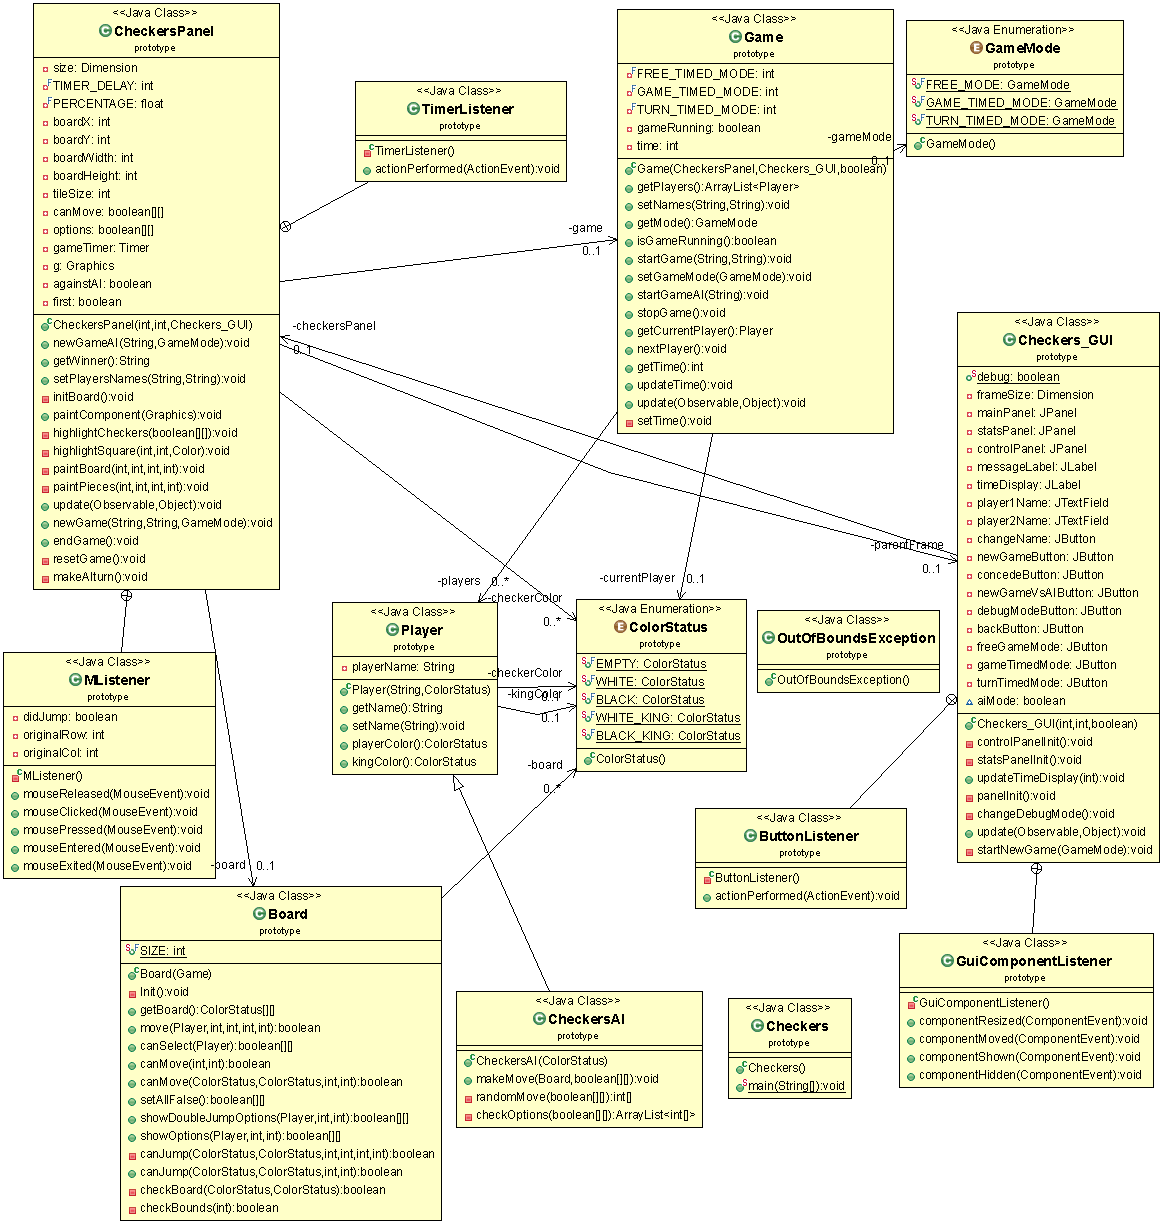 <<Java Class>>
CheckersPanel
prototype
size: Dimension
TIMER_DELAY: int
PERCENTAGE: float
boardX: int
boardY: int
boardWidth: int
boardHeight: int
tileSize: int
canMove: boolean[][]
options: boolean[][]
gameTimer: Timer
g: Graphics
againstAI: boolean
first: boolean
CheckersPanel(int,int,Checkers_GUI)
newGameAI(String,GameMode):void
getWinner():String
setPlayersNames(String,String):void
initBoard():void
paintComponent(Graphics):void
highlightCheckers(boolean[][]):void
highlightSquare(int,int,Color):void
paintBoard(int,int,int,int):void
paintPieces(int,int,int,int):void
update(Observable,Object):void
newGame(String,String,GameMode):void
endGame():void
resetGame():void
makeAIturn():void
<<Java Class>>
TimerListener
prototype
TimerListener()
actionPerformed(ActionEvent):void
<<Java Class>>
Game
prototype
FREE_TIMED_MODE: int
GAME_TIMED_MODE: int
TURN_TIMED_MODE: int
gameRunning: boolean
time: int
Game(CheckersPanel,Checkers_GUI,boolean)
getPlayers():ArrayList<Player>
setNames(String,String):void
getMode():GameMode
isGameRunning():boolean
startGame(String,String):void
setGameMode(GameMode):void
startGameAI(String):void
stopGame():void
getCurrentPlayer():Player
nextPlayer():void
getTime():int
updateTime():void
update(Observable,Object):void
setTime():void
<<Java Enumeration>>
GameMode
prototype
FREE_MODE: GameMode
GAME_TIMED_MODE: GameMode
TURN_TIMED_MODE: GameMode
GameMode()
-gameMode
0..1
-game
0..1
-checkersPanel
0..1
-parentFrame
0..1
-players
0..*
-checkerColor
0..*
-currentPlayer
0..1
<<Java Class>>
Checkers_GUI
prototype
debug: boolean
frameSize: Dimension
mainPanel: JPanel
statsPanel: JPanel
controlPanel: JPanel
messageLabel: JLabel
timeDisplay: JLabel
player1Name: JTextField
player2Name: JTextField
changeName: JButton
newGameButton: JButton
concedeButton: JButton
newGameVsAIButton: JButton
debugModeButton: JButton
backButton: JButton
freeGameMode: JButton
gameTimedMode: JButton
turnTimedMode: JButton
aiMode: boolean
Checkers_GUI(int,int,boolean)
controlPanelInit():void
statsPanelInit():void
updateTimeDisplay(int):void
panelInit():void
changeDebugMode():void
update(Observable,Object):void
startNewGame(GameMode):void
<<Java Class>>
MListener
prototype
didJump: boolean
originalRow: int
originalCol: int
MListener()
mouseReleased(MouseEvent):void
mouseClicked(MouseEvent):void
mousePressed(MouseEvent):void
mouseEntered(MouseEvent):void
mouseExited(MouseEvent):void
<<Java Class>>
Player
prototype
playerName: String
Player(String,ColorStatus)
getName():String
setName(String):void
playerColor():ColorStatus
kingColor():ColorStatus
-checkerColor
0..1
-kingColor
0..1
<<Java Enumeration>>
ColorStatus
prototype
EMPTY: ColorStatus
WHITE: ColorStatus
BLACK: ColorStatus
WHITE_KING: ColorStatus
BLACK_KING: ColorStatus
ColorStatus()
-board
0..*
<<Java Class>>
OutOfBoundsException
prototype
OutOfBoundsException()
<<Java Class>>
ButtonListener
prototype
ButtonListener()
actionPerformed(ActionEvent):void
-board
0..1
<<Java Class>>
Board
prototype
SIZE: int
Board(Game)
Init():void
getBoard():ColorStatus[][]
move(Player,int,int,int,int):boolean
canSelect(Player):boolean[][]
canMove(int,int):boolean
canMove(ColorStatus,ColorStatus,int,int):boolean
setAllFalse():boolean[][]
showDoubleJumpOptions(Player,int,int):boolean[][]
showOptions(Player,int,int):boolean[][]
canJump(ColorStatus,ColorStatus,int,int,int,int):boolean
canJump(ColorStatus,ColorStatus,int,int):boolean
checkBoard(ColorStatus,ColorStatus):boolean
checkBounds(int):boolean
<<Java Class>>
CheckersAI
prototype
CheckersAI(ColorStatus)
makeMove(Board,boolean[][]):void
randomMove(boolean[][]):int[]
checkOptions(boolean[][]):ArrayList<int[]>
<<Java Class>>
Checkers
prototype
Checkers()
main(String[]):void
<<Java Class>>
GuiComponentListener
prototype
GuiComponentListener()
componentResized(ComponentEvent):void
componentMoved(ComponentEvent):void
componentShown(ComponentEvent):void
componentHidden(ComponentEvent):void